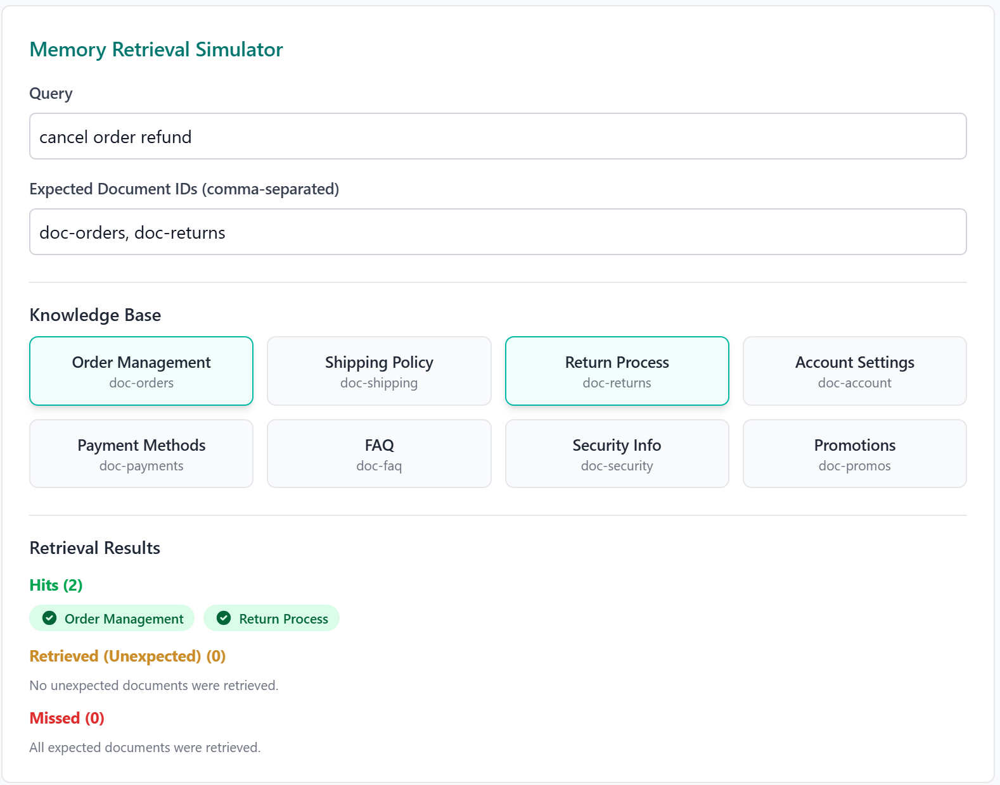 Memory Retrieval Simulator
Query
cancel order refund
Expected Document IDs (comma-separated)
doc-orders, doc-returns
Knowledge Base
Order Management
doc-orders
Shipping Policy
doc-shipping
Return Process
doc-returns
Account Settings
doc-account
Payment Methods
doc-payments
FAQ
doc-faq
Security Info
doc-security
Promotions
doc-promos
Retrieval Results
Hits (2)
Order Management
Return Process
Retrieved (Unexpected) (0)
No unexpected documents were retrieved.
Missed (0)
All expected documents were retrieved.